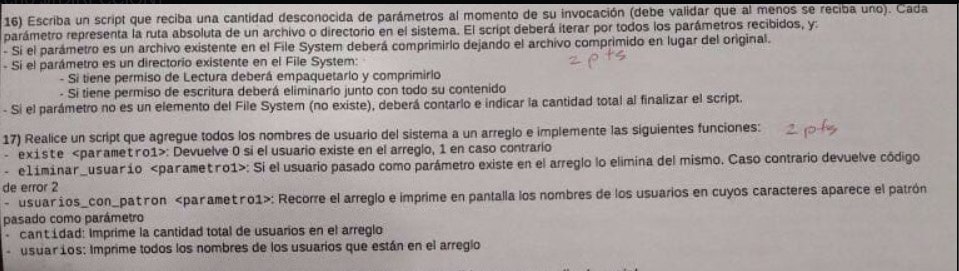 16) Escriba un script que reciba una cantidad desconocida de parámetros al momento de su invocación (debe validar que al menos se reciba uno). Cada
parámetro representa la ruta absoluta de un archivo o directorio en el sistema. El script deberá iterar por todos los parámetros recibidos, y:
- Si el parámetro es un archivo existente en el File System deberá comprimirlo dejando el archivo comprimido en lugar del original.
- Si el parámetro es un directorio existente en el File System:
2 pts
- Si tiene permiso de Lectura deberá empaquetarlo y comprimirlo
- Si tiene permiso de escritura deberá eliminarlo junto con todo su contenido
- Si el parámetro no es un elemento del File System (no existe), deberá contarlo e indicar la cantidad total al finalizar el script.
17) Realice un script que agregue todos los nombres de usuario del sistema a un arreglo e implemente las siguientes funciones: 2 pts
- existe <parametro1>: Devuelve 0 si el usuario existe en el arreglo, 1 en caso contrario
- eliminar_usuario <parametro1>: Si el usuario pasado como parámetro existe en el arreglo lo elimina del mismo. Caso contrario devuelve código
de error 2
- usuarios_con_patron <parametro1>: Recorre el arreglo e imprime en pantalla los nombres de los usuarios en cuyos caracteres aparece el patrón
pasado como parámetro
- cantidad: Imprime la cantidad total de usuarios en el arreglo
- usuarios: Imprime todos los nombres de los usuarios que están en el arreglo